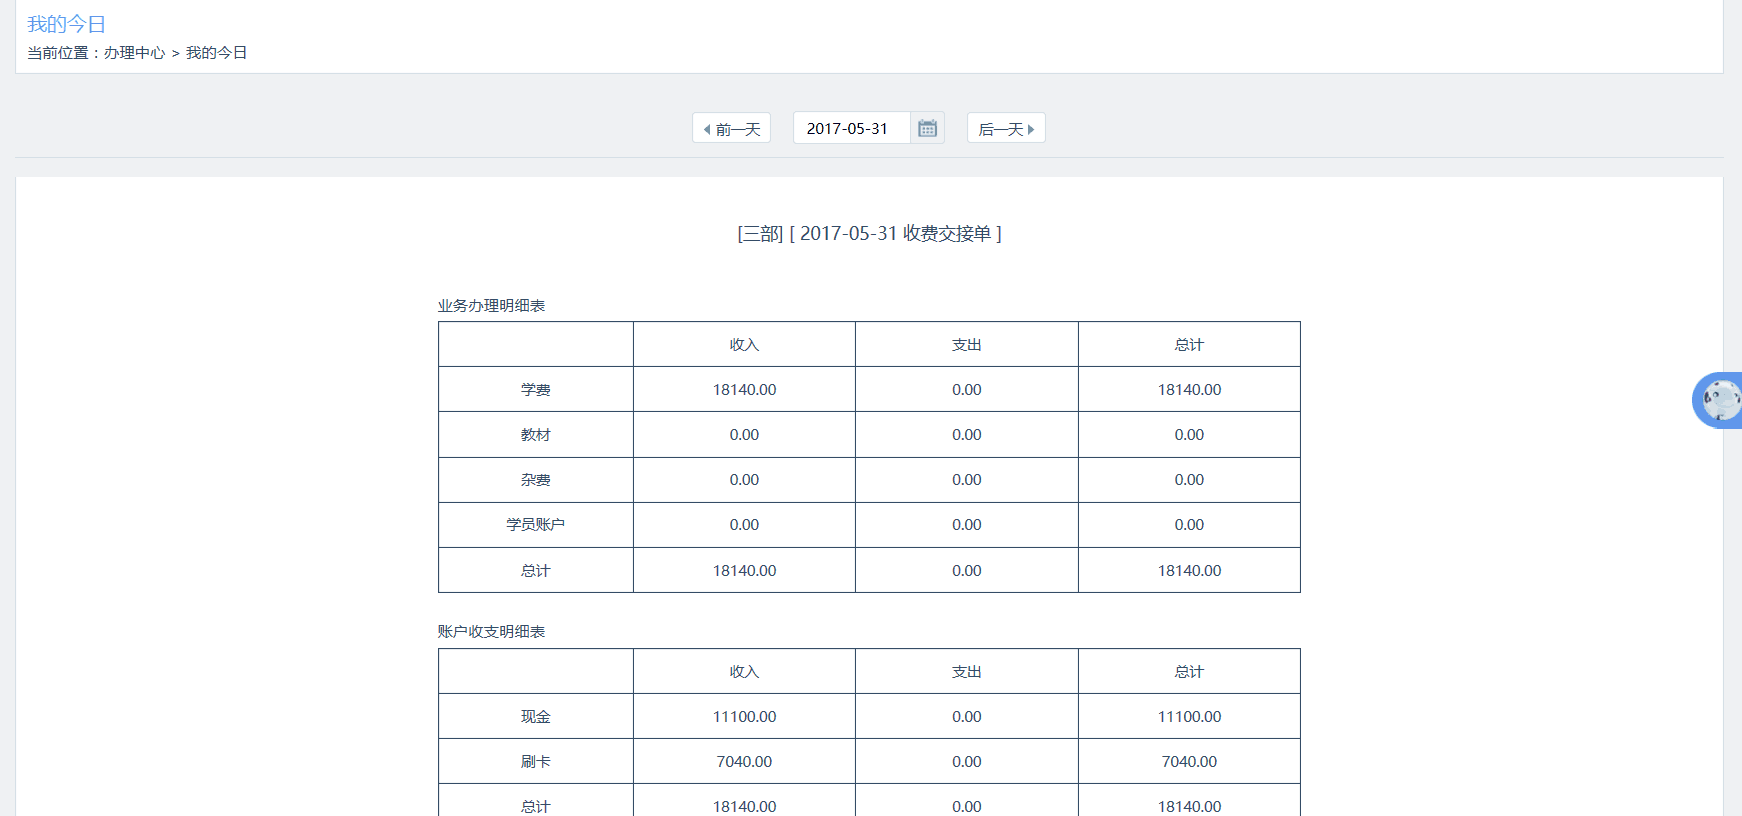 我的今日
当前位置：办理中心 > 我的今日
前一天 2017-05-31 后一天
[三部] [ 2017-05-31 收费交接单 ]
业务办理明细表
收入 支出 总计
学费 18140.00 0.00 18140.00
教材 0.00 0.00 0.00
杂费 0.00 0.00 0.00
学员账户 0.00 0.00 0.00
总计 18140.00 0.00 18140.00
账户收支明细表
收入 支出 总计
现金 11100.00 0.00 11100.00
刷卡 7040.00 0.00 7040.00
总计 18140.00 0.00 18140.00